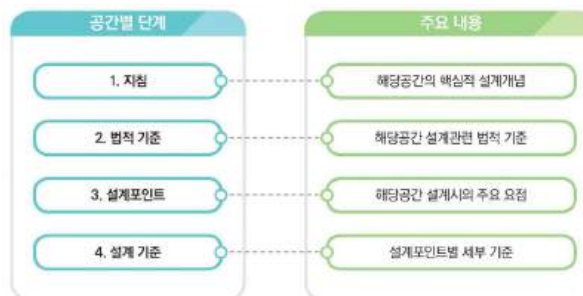 공간별 단계
주요 내용
1. 지침
해당공간의 핵심적 설계개념
2. 법적 기준
해당공간 설계관련 법적 기준
3. 설계포인트
해당공간 설계시의 주요 요점
4. 설계 기준
설계포인트별 세부 기준